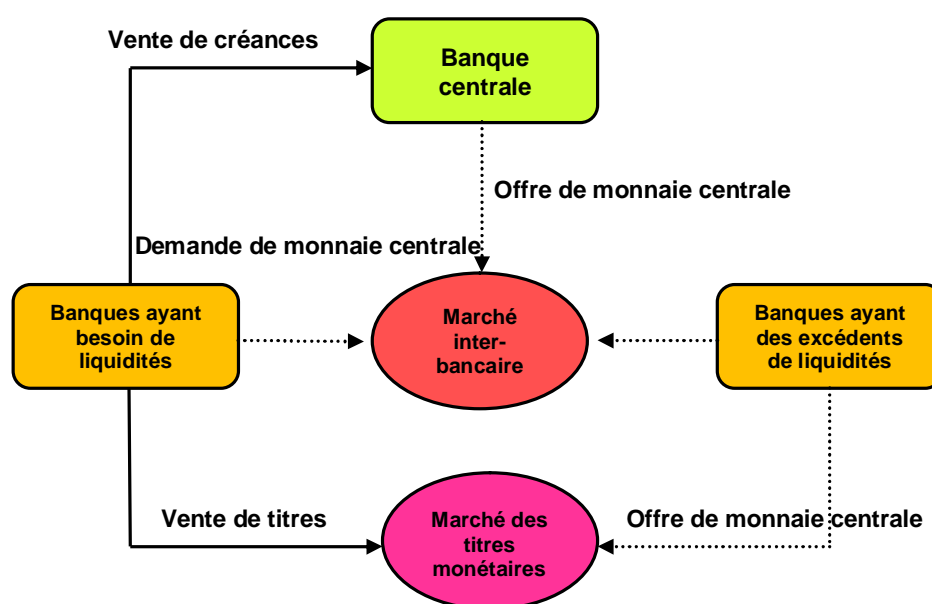 Vente de créances
Banque
centrale
Offre de monnaie centrale
Demande de monnaie centrale
Banques ayant
besoin de
liquidités
Marché
inter-
bancaire
Banques ayant
des excédents
de liquidités
Vente de titres
Marché des
titres
monétaires
Offre de monnaie centrale